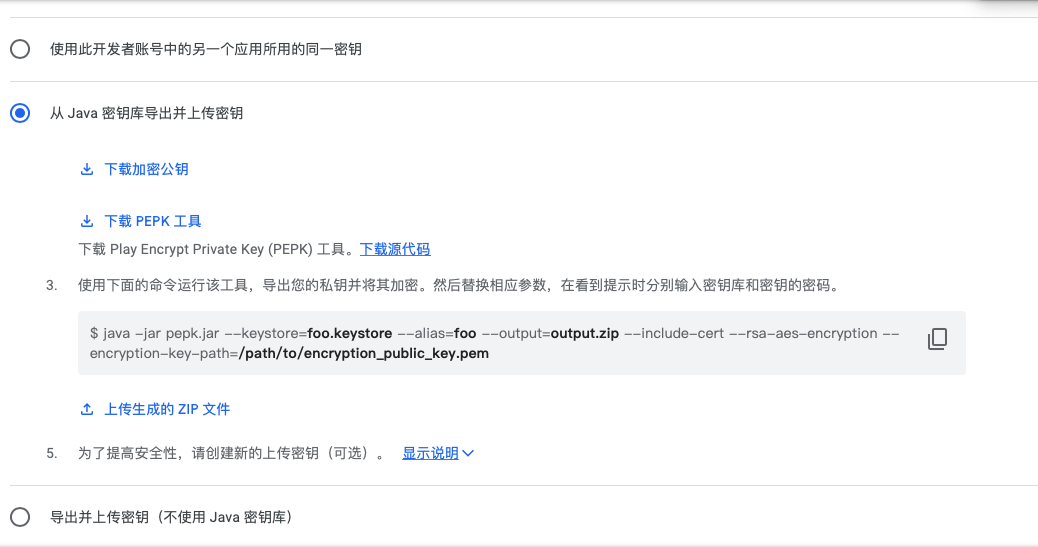 使用此开发者账号中的另一个应用所用的同一密钥
从 Java 密钥库导出并上传密钥
下载加密公钥
下载 PEPK 工具
下载 Play Encrypt Private Key (PEPK) 工具。下载源代码
3. 使用下面的命令运行该工具，导出您的私钥并将其加密。然后替换相应参数，在看到提示时分别输入密钥库和密钥的密码。
$ java -jar pepk.jar --keystore=foo.keystore --alias=foo --output=output.zip --include-cert --rsa-aes-encryption --
encryption-key-path=/path/to/encryption_public_key.pem
上传生成的 ZIP 文件
5. 为了提高安全性，请创建新的上传密钥（可选）。 显示说明
导出并上传密钥（不使用 Java 密钥库）